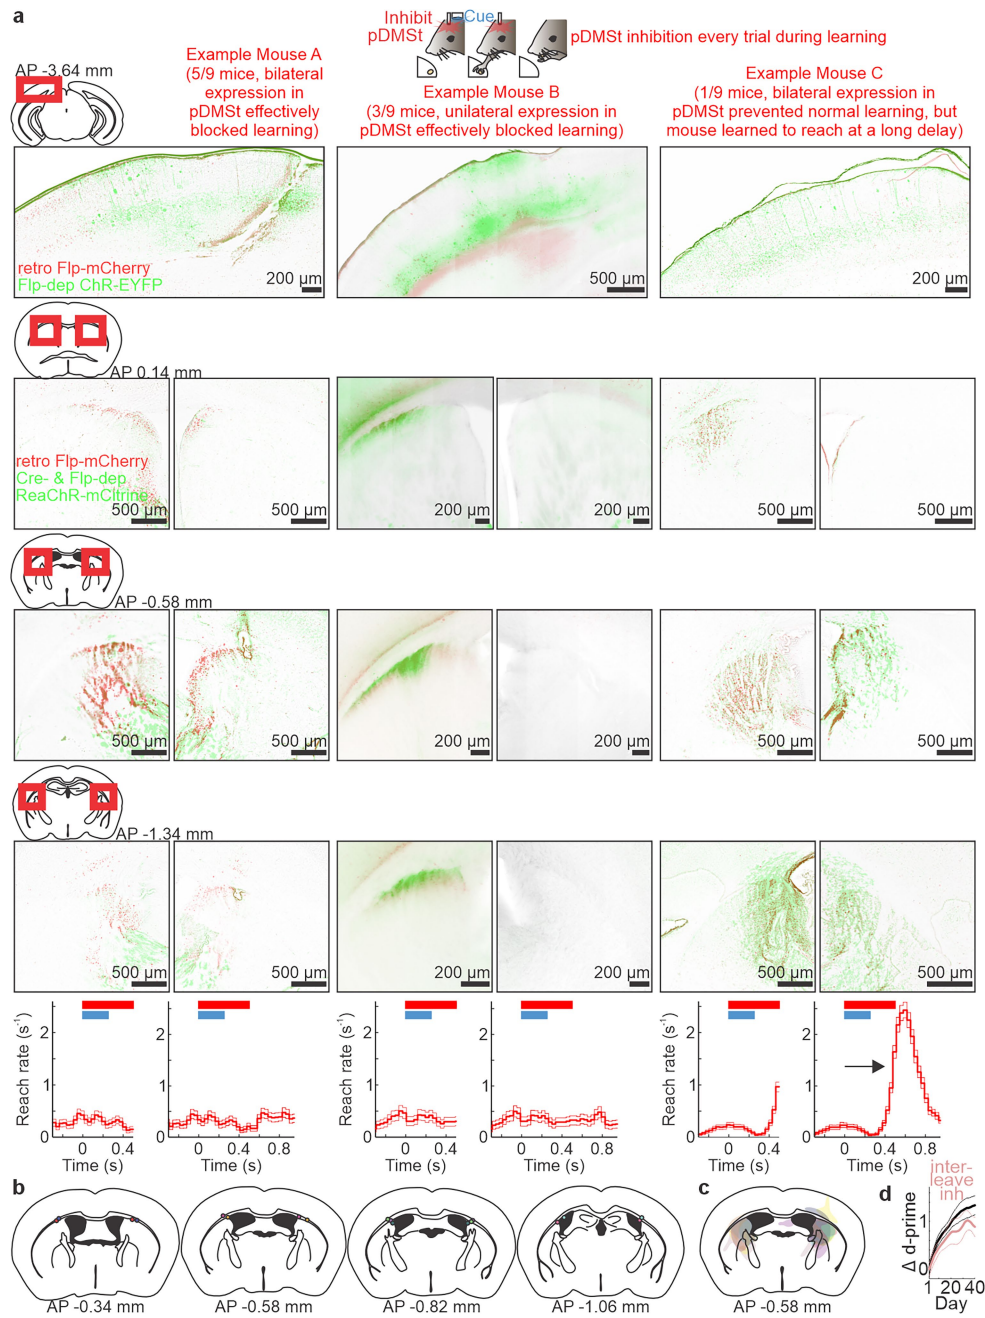 a
Inhibit
pDMSt
Cue
pDMSt inhibition every trial during learning
AP -3.64 mm
Example Mouse A
(5/9 mice, bilateral
expression in
pDMSt effectively
blocked learning)
Example Mouse B
(3/9 mice, unilateral expression in
pDMSt effectively blocked learning)
Example Mouse C
(1/9 mice, bilateral expression in
pDMSt prevented normal learning, but
mouse learned to reach at a long delay)
retro Flp-mCherry
Flp-dep ChR-EYFP
200 µm
500 µm
200 µm
AP 0.14 mm
retro Flp-mCherry
Cre- & Flp-dep
ReaChR-mCitrine
500 µm
500 µm
200 µm
200 µm
500 µm
500 µm
AP -0.58 mm
500 µm
500 µm
200 µm
200 µm
500 µm
500 µm
AP -1.34 mm
500 µm
500 µm
200 µm
200 µm
500 µm
500 µm
Reach rate (s-1)
2
1
0
0 0.4
Time (s)
2
1
0
0 0.4 0.8
Time (s)
Reach rate (s-1)
2
1
0
0 0.4
Time (s)
2
1
0
0 0.4 0.8
Time (s)
Reach rate (s-1)
2
1
0
0 0.4
Time (s)
2
1
0
0 0.4 0.8
Time (s)
b
AP -0.34 mm
AP -0.58 mm
AP -0.82 mm
AP -1.06 mm
c
AP -0.58 mm
d
inter-
leave
inh.
Δ d-prime
1
0
1 20 40
Day